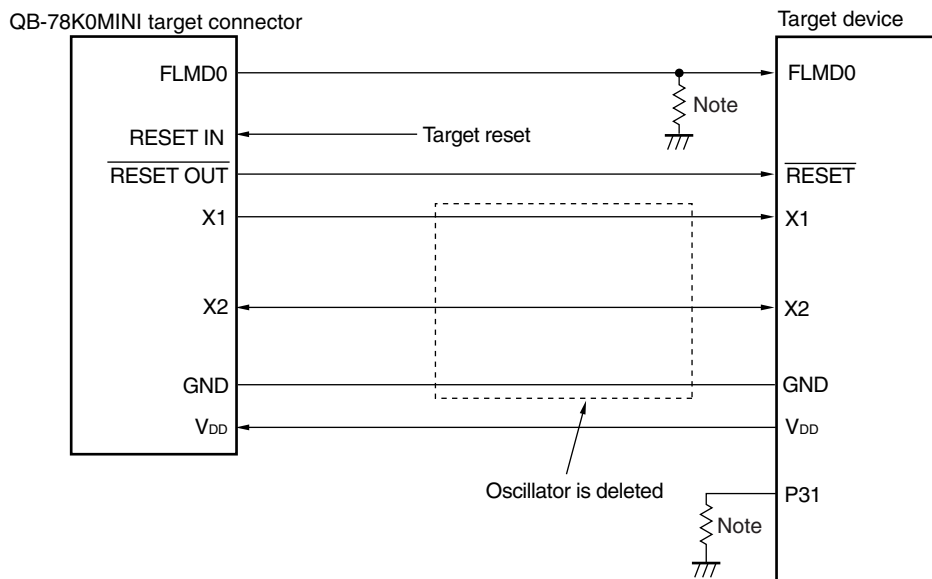 QB-78K0MINI target connector
Target device
FLMD0
FLMD0
Note
RESET IN
Target reset
RESET OUT
RESET
X1
X1
X2
X2
GND
GND
VDD
VDD
Oscillator is deleted
P31
Note